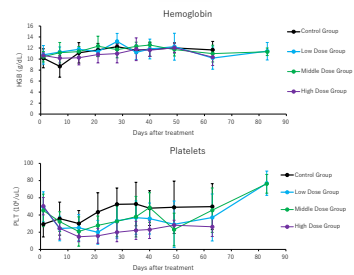 Hemoglobin
HGB (g/dL)
16
14
12
10
8
6
4
2
0
0 10 20 30 40 50 60 70 80 90
Days after treatment
Control Group
Low Dose Group
Middle Dose Group
High Dose Group
Platelets
100
80
60
40
20
0
0 10 20 30 40 50 60 70 80 90
Days after treatment
Control Group
Low Dose Group
Middle Dose Group
High Dose Group